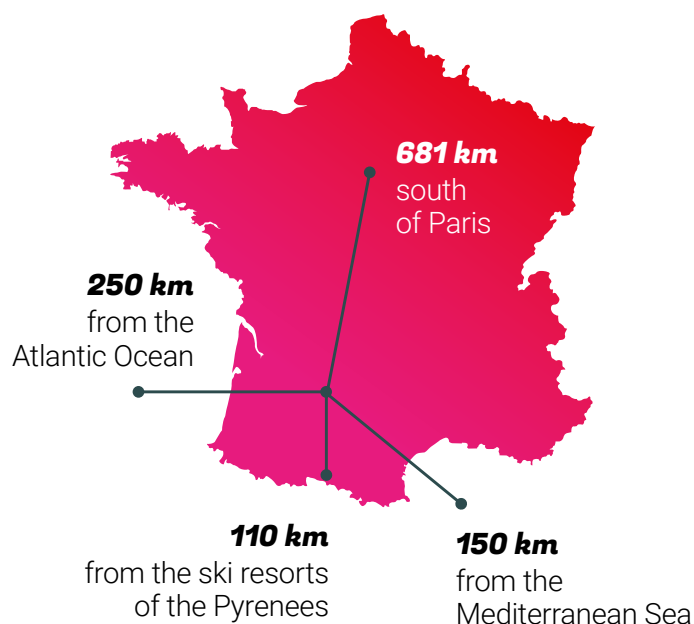 681 km
south
of Paris
250 km
from the
Atlantic Ocean
110 km
from the ski resorts
of the Pyrenees
150 km
from the
Mediterranean Sea